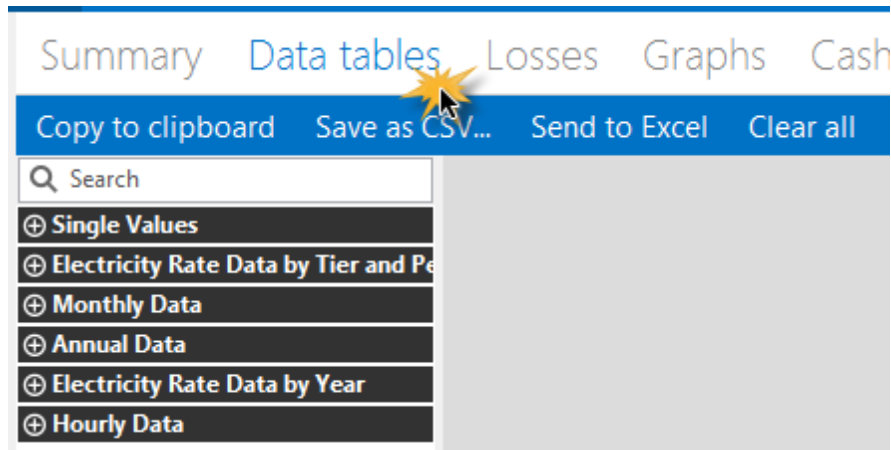 Summary Data tables Losses Graphs Cash
Copy to clipboard Save as CSV... Send to Excel Clear all
Search
Single Values
Electricity Rate Data by Tier and Pe
Monthly Data
Annual Data
Electricity Rate Data by Year
Hourly Data